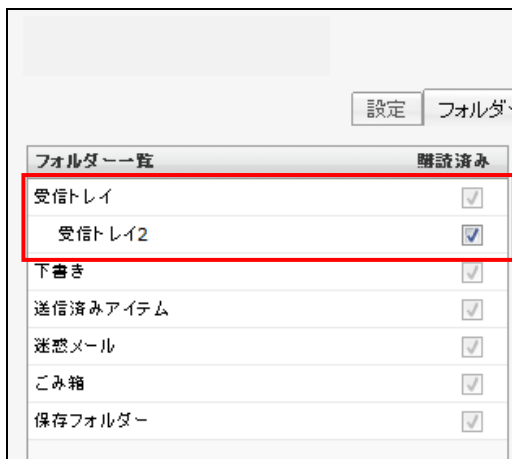 設定 フォルダー
フォルダー一覧 購読済み
受信トレイ
受信トレイ2
下書き
送信済みアイテム
迷惑メール
ごみ箱
保存フォルダー